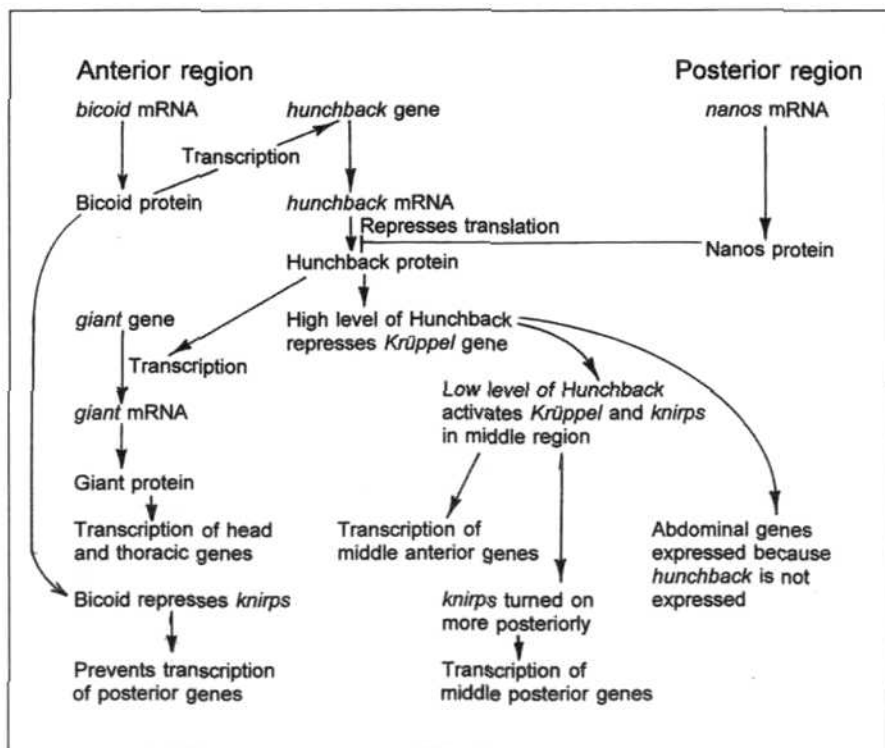 Anterior region
Posterior region
bicoid mRNA
hunchback gene
nanos mRNA
Transcription
Bicoid protein
hunchback mRNA
Represses translation
Hunchback protein
Nanos protein
giant gene
High level of Hunchback
represses Krüppel gene
Transcription
Low level of Hunchback
activates Krüppel and knirps
in middle region
giant mRNA
Giant protein
Transcription of head
and thoracic genes
Transcription of
middle anterior genes
Abdominal genes
expressed because
hunchback is not
expressed
Bicoid represses knirps
knirps turned on
more posteriorly
Prevents transcription
of posterior genes
Transcription of
middle posterior genes